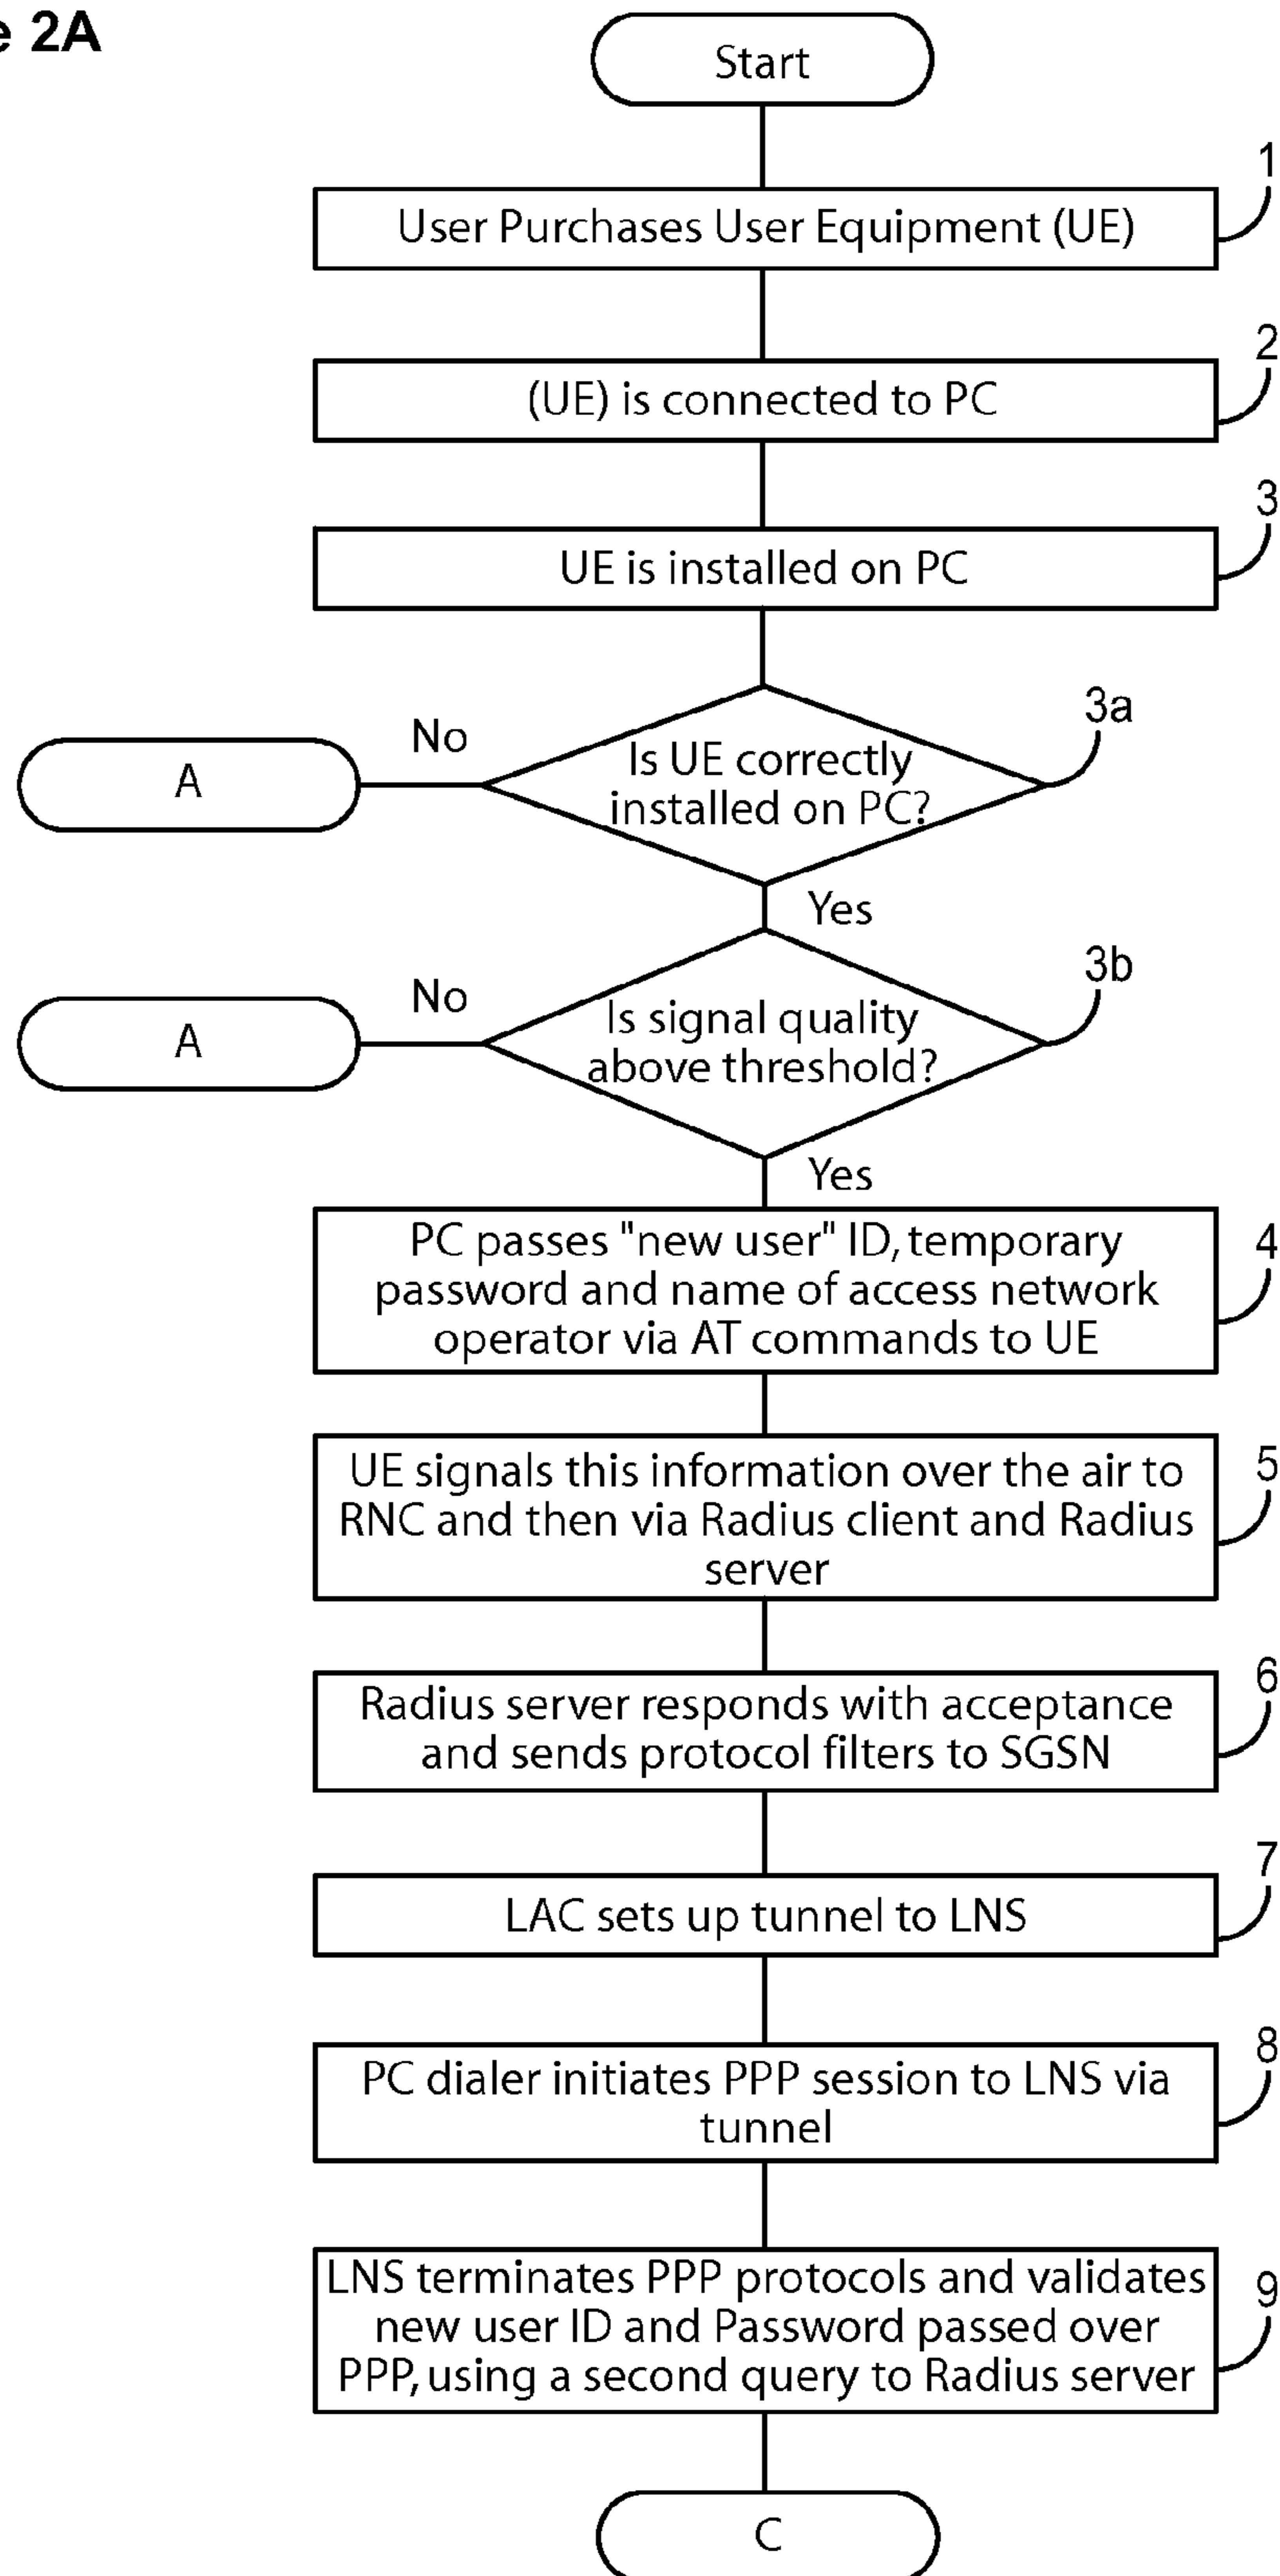 e 2A
Start
1
User Purchases User Equipment (UE)
2
(UE) is connected to PC
3
UE is installed on PC
3a
No
A
Is UE correctly
installed on PC?
Yes
3b
No
A
Is signal quality
above threshold?
Yes
PC passes "new user" ID, temporary
password and name of access network
operator via AT commands to UE
4
UE signals this information over the air to
RNC and then via Radius client and Radius
server
5
Radius server responds with acceptance
and sends protocol filters to SGSN
6
LAC sets up tunnel to LNS
7
PC dialer initiates PPP session to LNS via
tunnel
8
LNS terminates PPP protocols and validates
new user ID and Password passed over
PPP, using a second query to Radius server
9
C